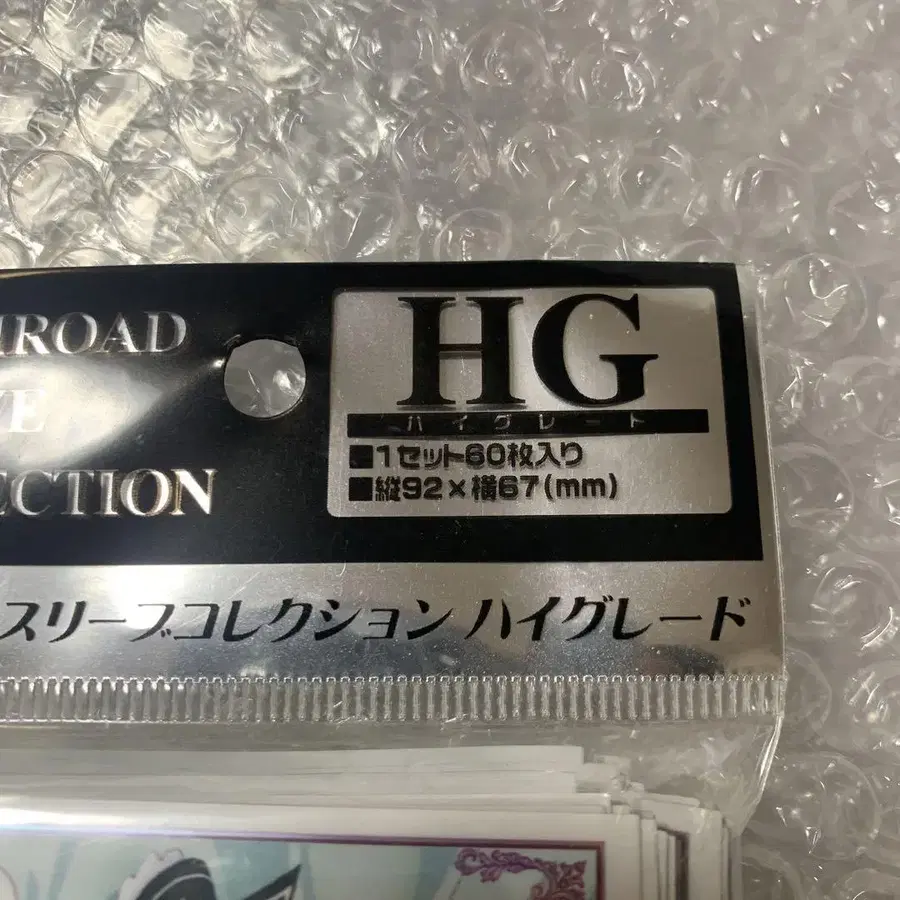 IROAD
VE
ECTION
HG
ハイグレード
■1セット60枚入り
■縦92×横67(mm)
スリーブコレクション ハイグレード